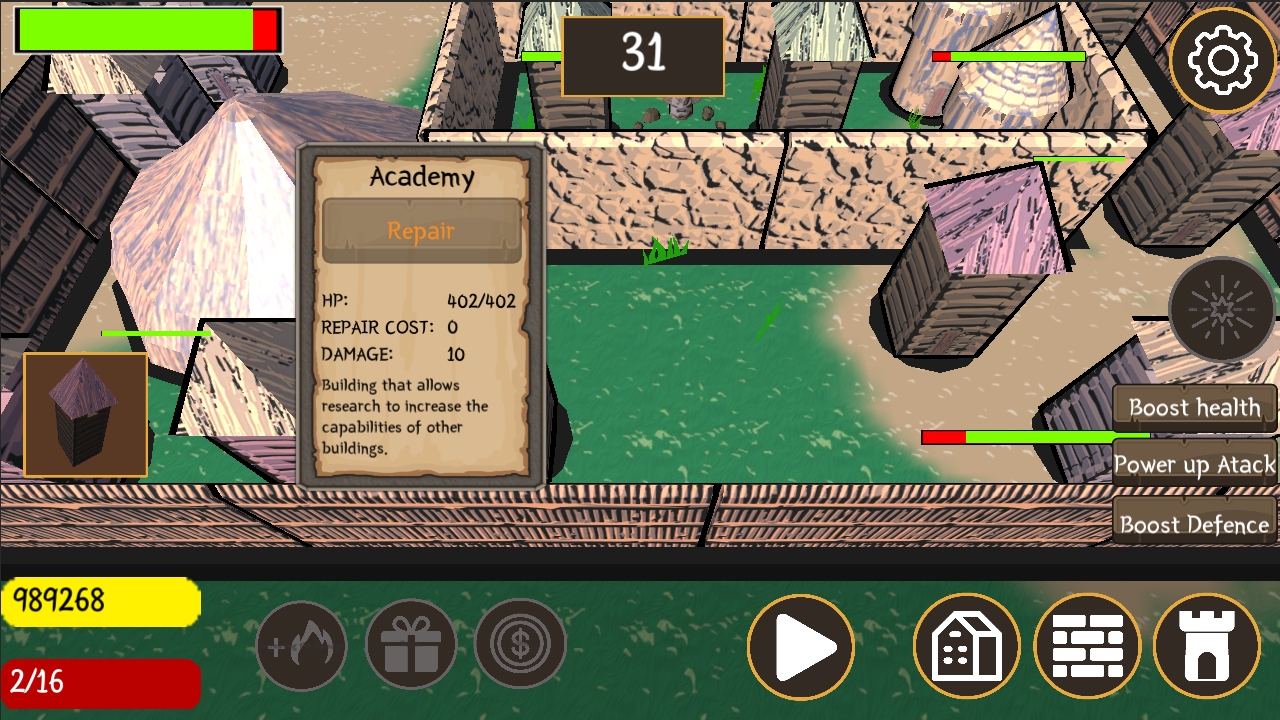 31
Academy
Repair
HP: 402/402
REPAIR COST: 0
DAMAGE: 10
Building that allows
research to increase the
capabilities of other
buildings.
Boost health
Power up Atack
Boost Defence
989268
2/16
+
$